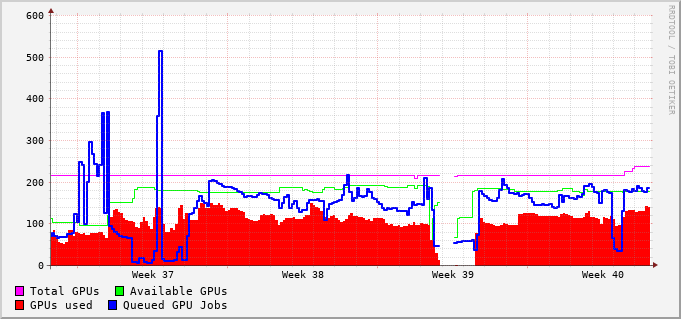 600
500
400
300
200
100
0
Week 37 Week 38 Week 39 Week 40
Total GPUs Available GPUs
GPUs used Queued GPU Jobs
RRDTOOL / TOBI OETIKER